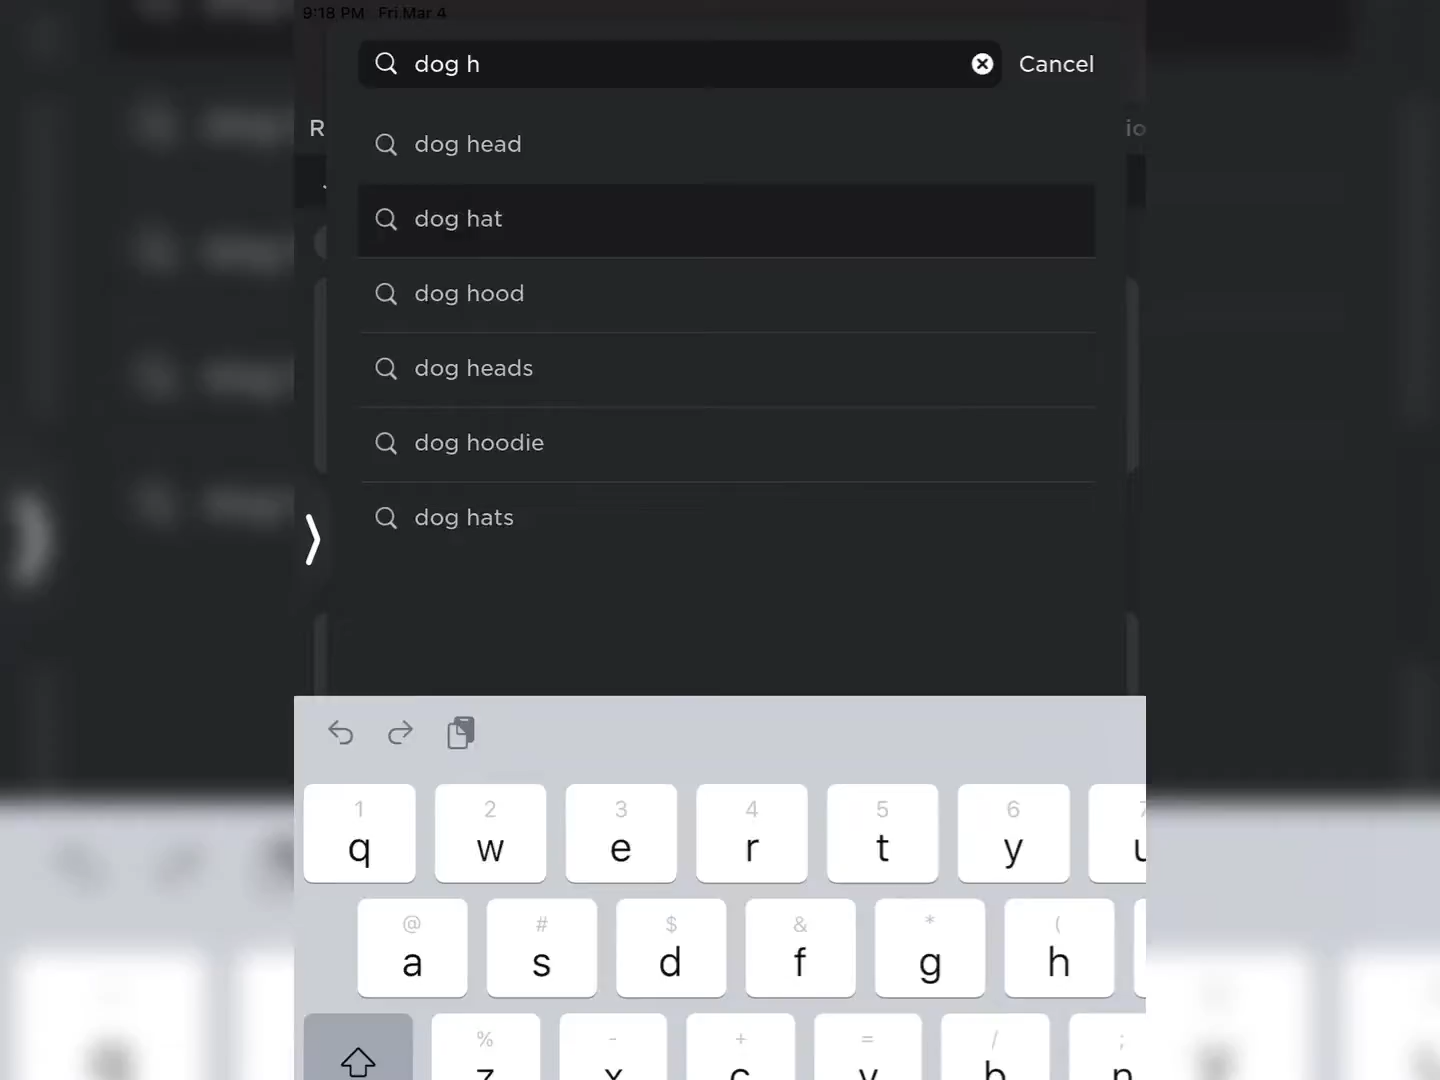 9:18 PM Fri Mar 4
dog h
Cancel
R
io
dog head
dog hat
dog hood
dog heads
dog hoodie
dog hats
1 2 3 4 5 6 7
q w e r t y u
@ # $ & * (
a s d f g h
% - + = / ;
z x c v b n